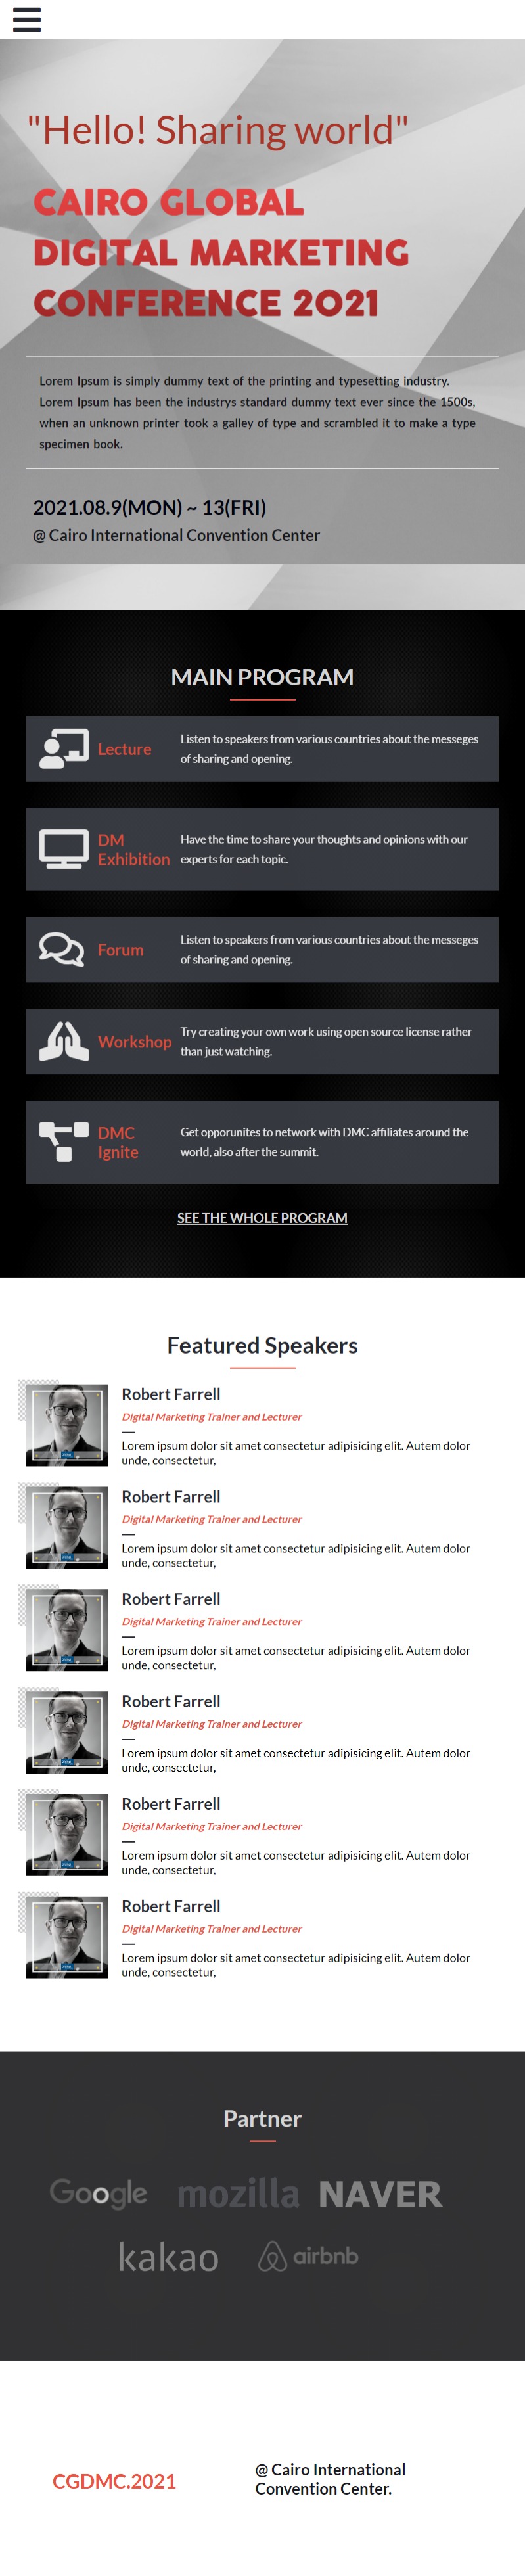 "Hello! Sharing world"
CAIRO GLOBAL
DIGITAL MARKETING
CONFERENCE 2021
Lorem Ipsum is simply dummy text of the printing and typesetting industry.
Lorem Ipsum has been the industrys standard dummy text ever since the 1500s,
when an unknown printer took a galley of type and scrambled it to make a type
specimen book.
2021.08.9(MON) ~ 13(FRI)
@ Cairo International Convention Center
MAIN PROGRAM
Lecture
Listen to speakers from various countries about the messeges
of sharing and opening.
DM
Exhibition
Have the time to share your thoughts and opinions with our
experts for each topic.
Forum
Listen to speakers from various countries about the messeges
of sharing and opening.
Workshop
Try creating your own work using open source license rather
than just watching.
DMC
Ignite
Get opporunites to network with DMC affiliates around the
world, also after the summit.
SEE THE WHOLE PROGRAM
Featured Speakers
Robert Farrell
Digital Marketing Trainer and Lecturer
Lorem ipsum dolor sit amet consectetur adipisicing elit. Autem dolor
unde, consectetur,
Robert Farrell
Digital Marketing Trainer and Lecturer
Lorem ipsum dolor sit amet consectetur adipisicing elit. Autem dolor
unde, consectetur,
Robert Farrell
Digital Marketing Trainer and Lecturer
Lorem ipsum dolor sit amet consectetur adipisicing elit. Autem dolor
unde, consectetur,
Robert Farrell
Digital Marketing Trainer and Lecturer
Lorem ipsum dolor sit amet consectetur adipisicing elit. Autem dolor
unde, consectetur,
Robert Farrell
Digital Marketing Trainer and Lecturer
Lorem ipsum dolor sit amet consectetur adipisicing elit. Autem dolor
unde, consectetur,
Robert Farrell
Digital Marketing Trainer and Lecturer
Lorem ipsum dolor sit amet consectetur adipisicing elit. Autem dolor
unde, consectetur,
Partner
Google mozilla NAVER
kakao airbnb
CGDMC.2021
@ Cairo International
Convention Center.